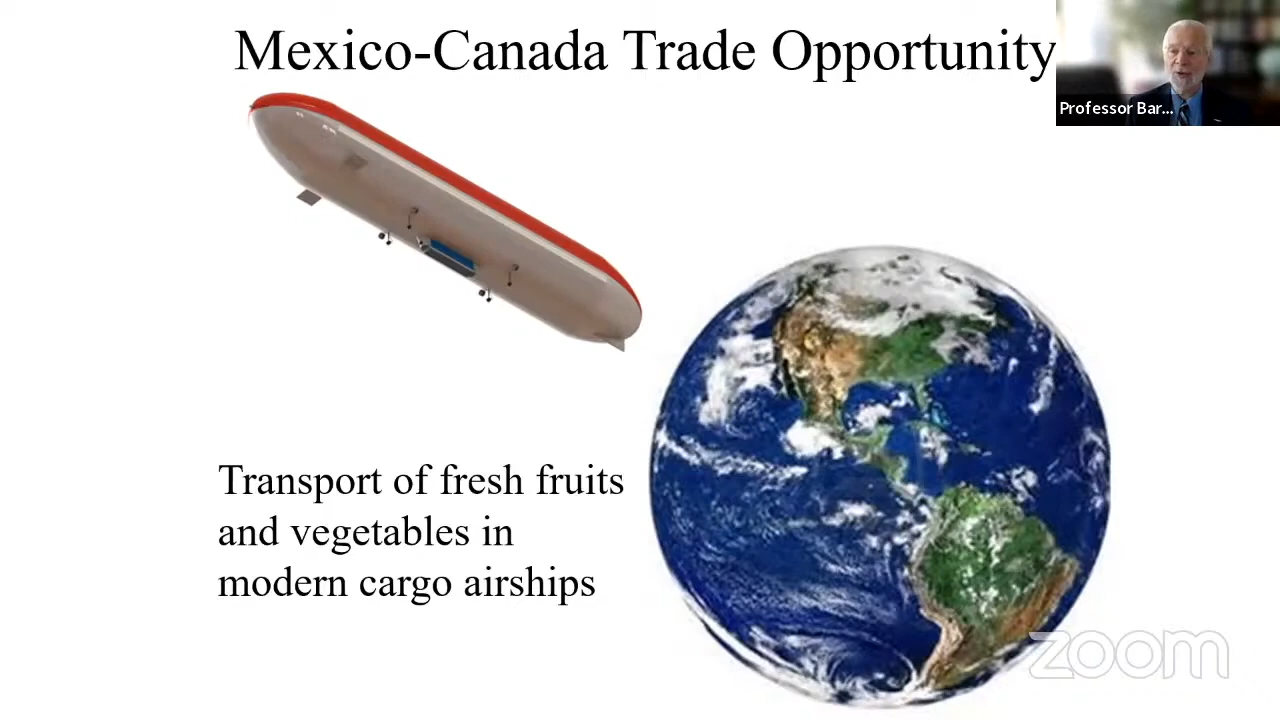 Mexico-Canada Trade Opportunity
Professor Bar...
Transport of fresh fruits
and vegetables in
modern cargo airships
zoom